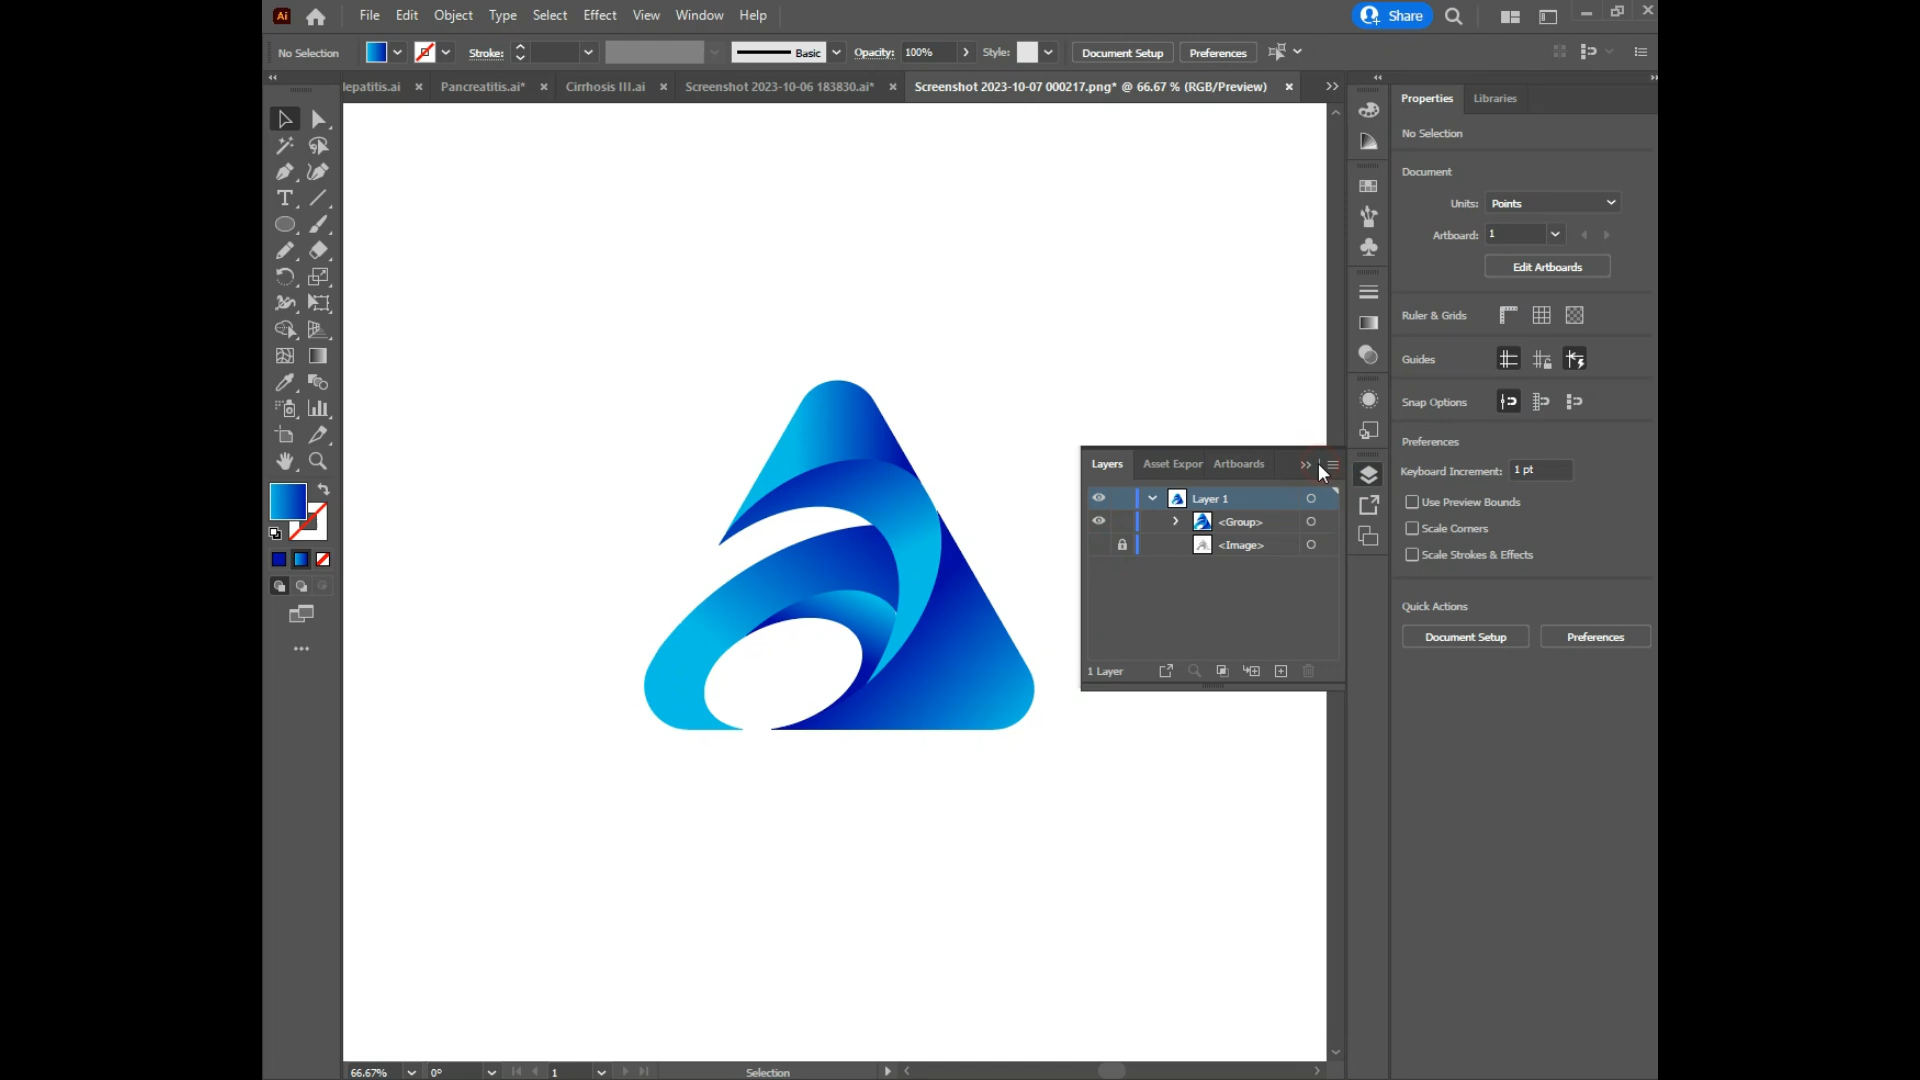 Ai File Edit Object Type Select Effect View Window Help Share
No Selection Stroke: Basic Opacity: 100% Style: Document Setup Preferences
lepatitis.ai Pancreatitis.ai* Cirrhosis III.ai Screenshot 2023-10-06 183830.ai* Screenshot 2023-10-07 000217.png* @ 66.67 % (RGB/Preview)
Properties Libraries
No Selection
Document
Units: Points
Artboard: 1
Edit Artboards
Ruler & Grids
Guides
Snap Options
Preferences
Keyboard Increment: 1 pt
Use Preview Bounds
Scale Corners
Scale Strokes & Effects
Quick Actions
Document Setup Preferences
Layers Asset Expor Artboards
Layer 1
<Group>
<Image>
1 Layer
66.67% 0° 1 Selection